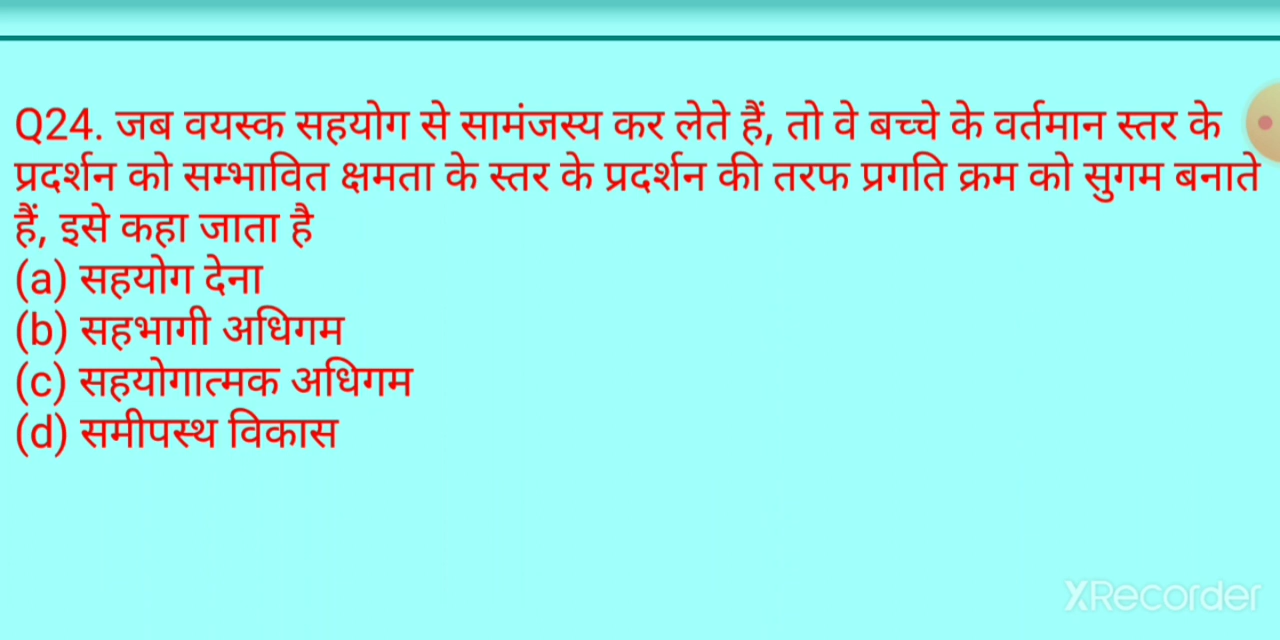 Q24. जब वयस्क सहयोग से सामंजस्य कर लेते हैं, तो वे बच्चे के वर्तमान स्तर के
प्रदर्शन को सम्भावित क्षमता के स्तर के प्रदर्शन की तरफ प्रगति क्रम को सुगम बनाते
हैं, इसे कहा जाता है
(a) सहयोग देना
(b) सहभागी अधिगम
(c) सहयोगात्मक अधिगम
(d) समीपस्थ विकास
XRecorder